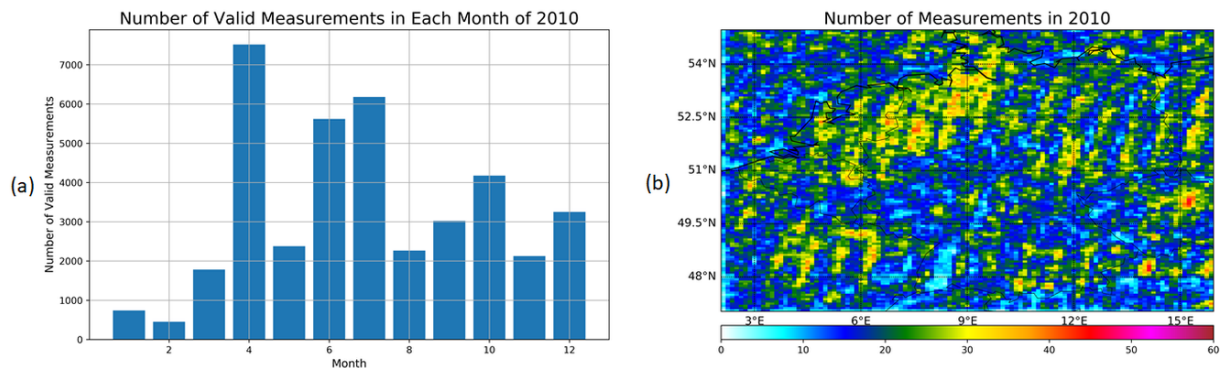 Number of Valid Measurements in Each Month of 2010
(a)
Number of Valid Measurements
7000
6000
5000
4000
3000
2000
1000
0
2 4 6 8 10 12
Month
Number of Measurements in 2010
(b)
54°N
52.5°N
51°N
49.5°N
48°N
3°E 6°E 9°E 12°E 15°E
0 10 20 30 40 50 60